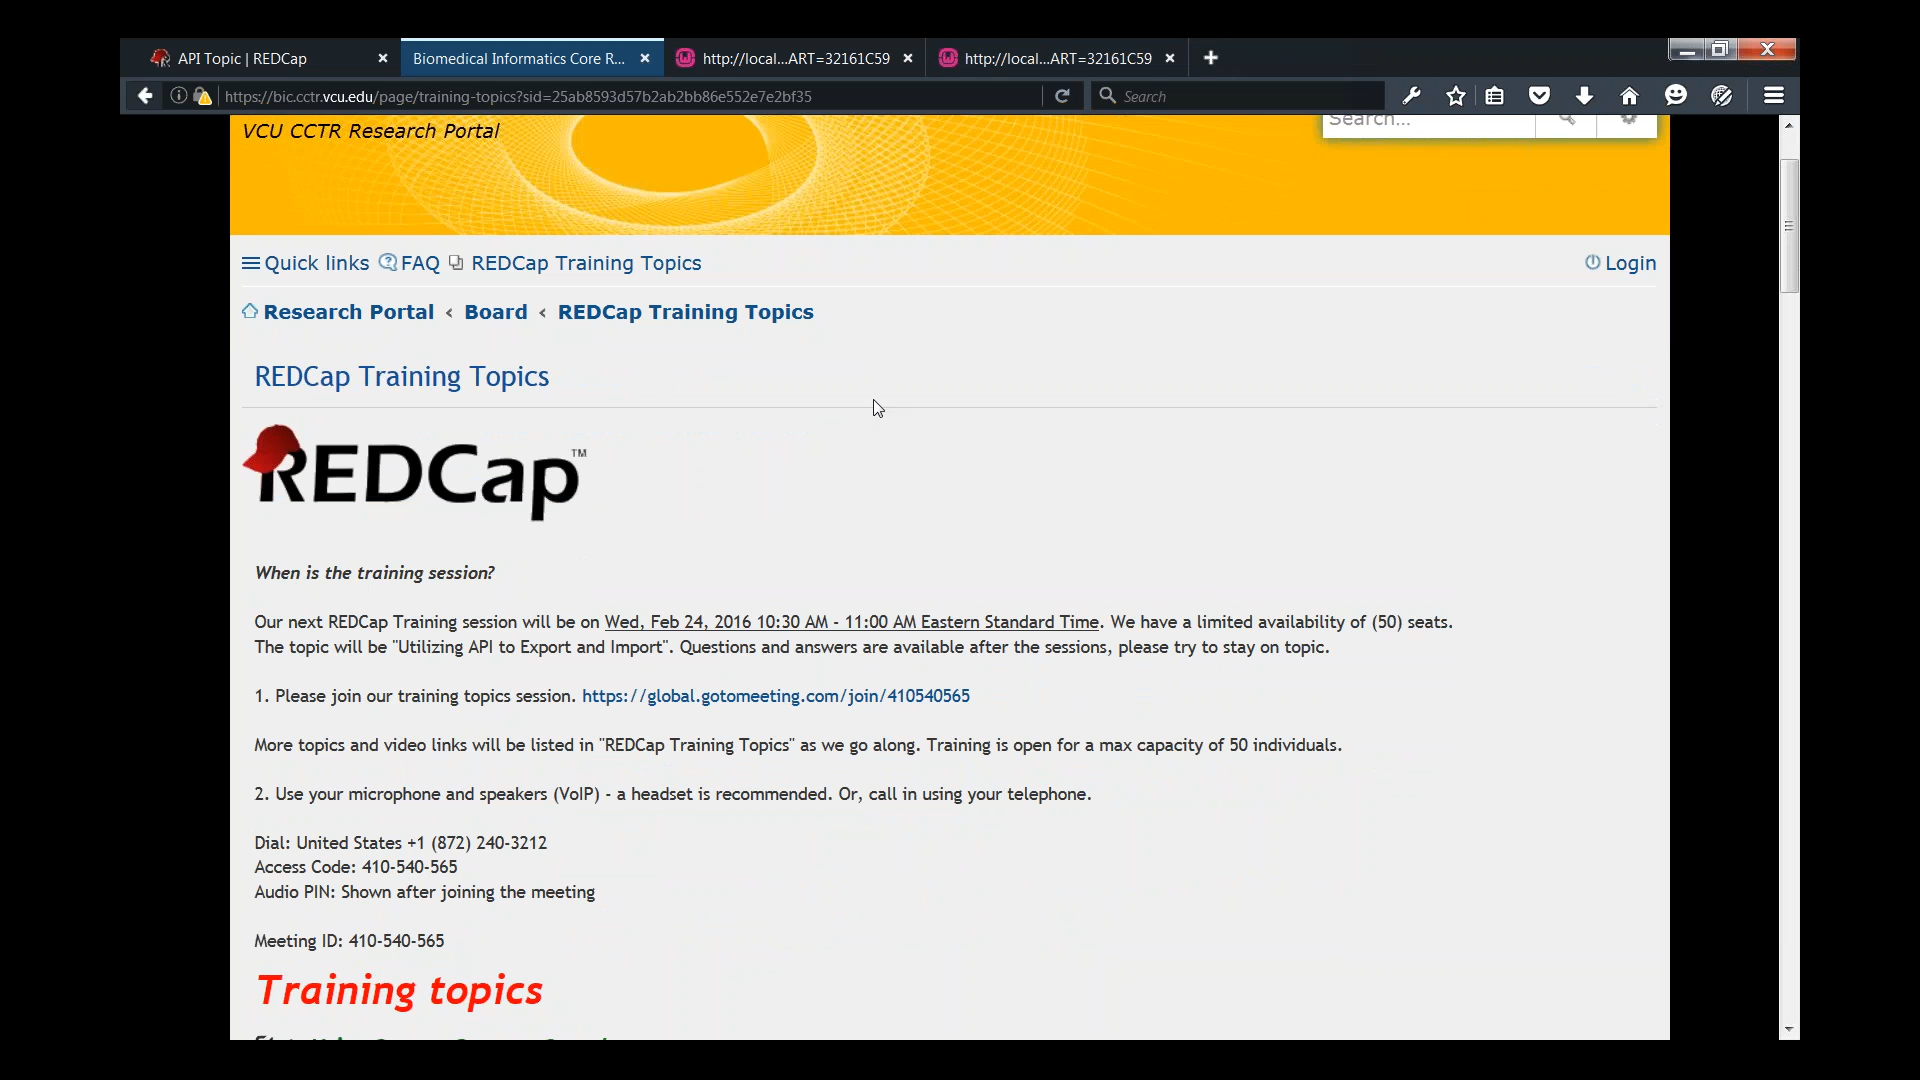 API Topic | REDCap
Biomedical Informatics Core R...
http://local...ART=32161C59
http://local...ART=32161C59
https://bic.cctr.vcu.edu/page/training-topics?sid=25ab8593d57b2ab2bb86e552e7e2bf35
Search
VCU CCTR Research Portal
Search...
Quick links FAQ REDCap Training Topics
Login
Research Portal ‹ Board ‹ REDCap Training Topics
REDCap Training Topics
REDCap™
When is the training session?
Our next REDCap Training session will be on Wed, Feb 24, 2016 10:30 AM - 11:00 AM Eastern Standard Time. We have a limited availability of (50) seats.
The topic will be "Utilizing API to Export and Import". Questions and answers are available after the sessions, please try to stay on topic.
1. Please join our training topics session. https://global.gotomeeting.com/join/410540565
More topics and video links will be listed in "REDCap Training Topics" as we go along. Training is open for a max capacity of 50 individuals.
2. Use your microphone and speakers (VoIP) - a headset is recommended. Or, call in using your telephone.
Dial: United States +1 (872) 240-3212
Access Code: 410-540-565
Audio PIN: Shown after joining the meeting
Meeting ID: 410-540-565
Training topics